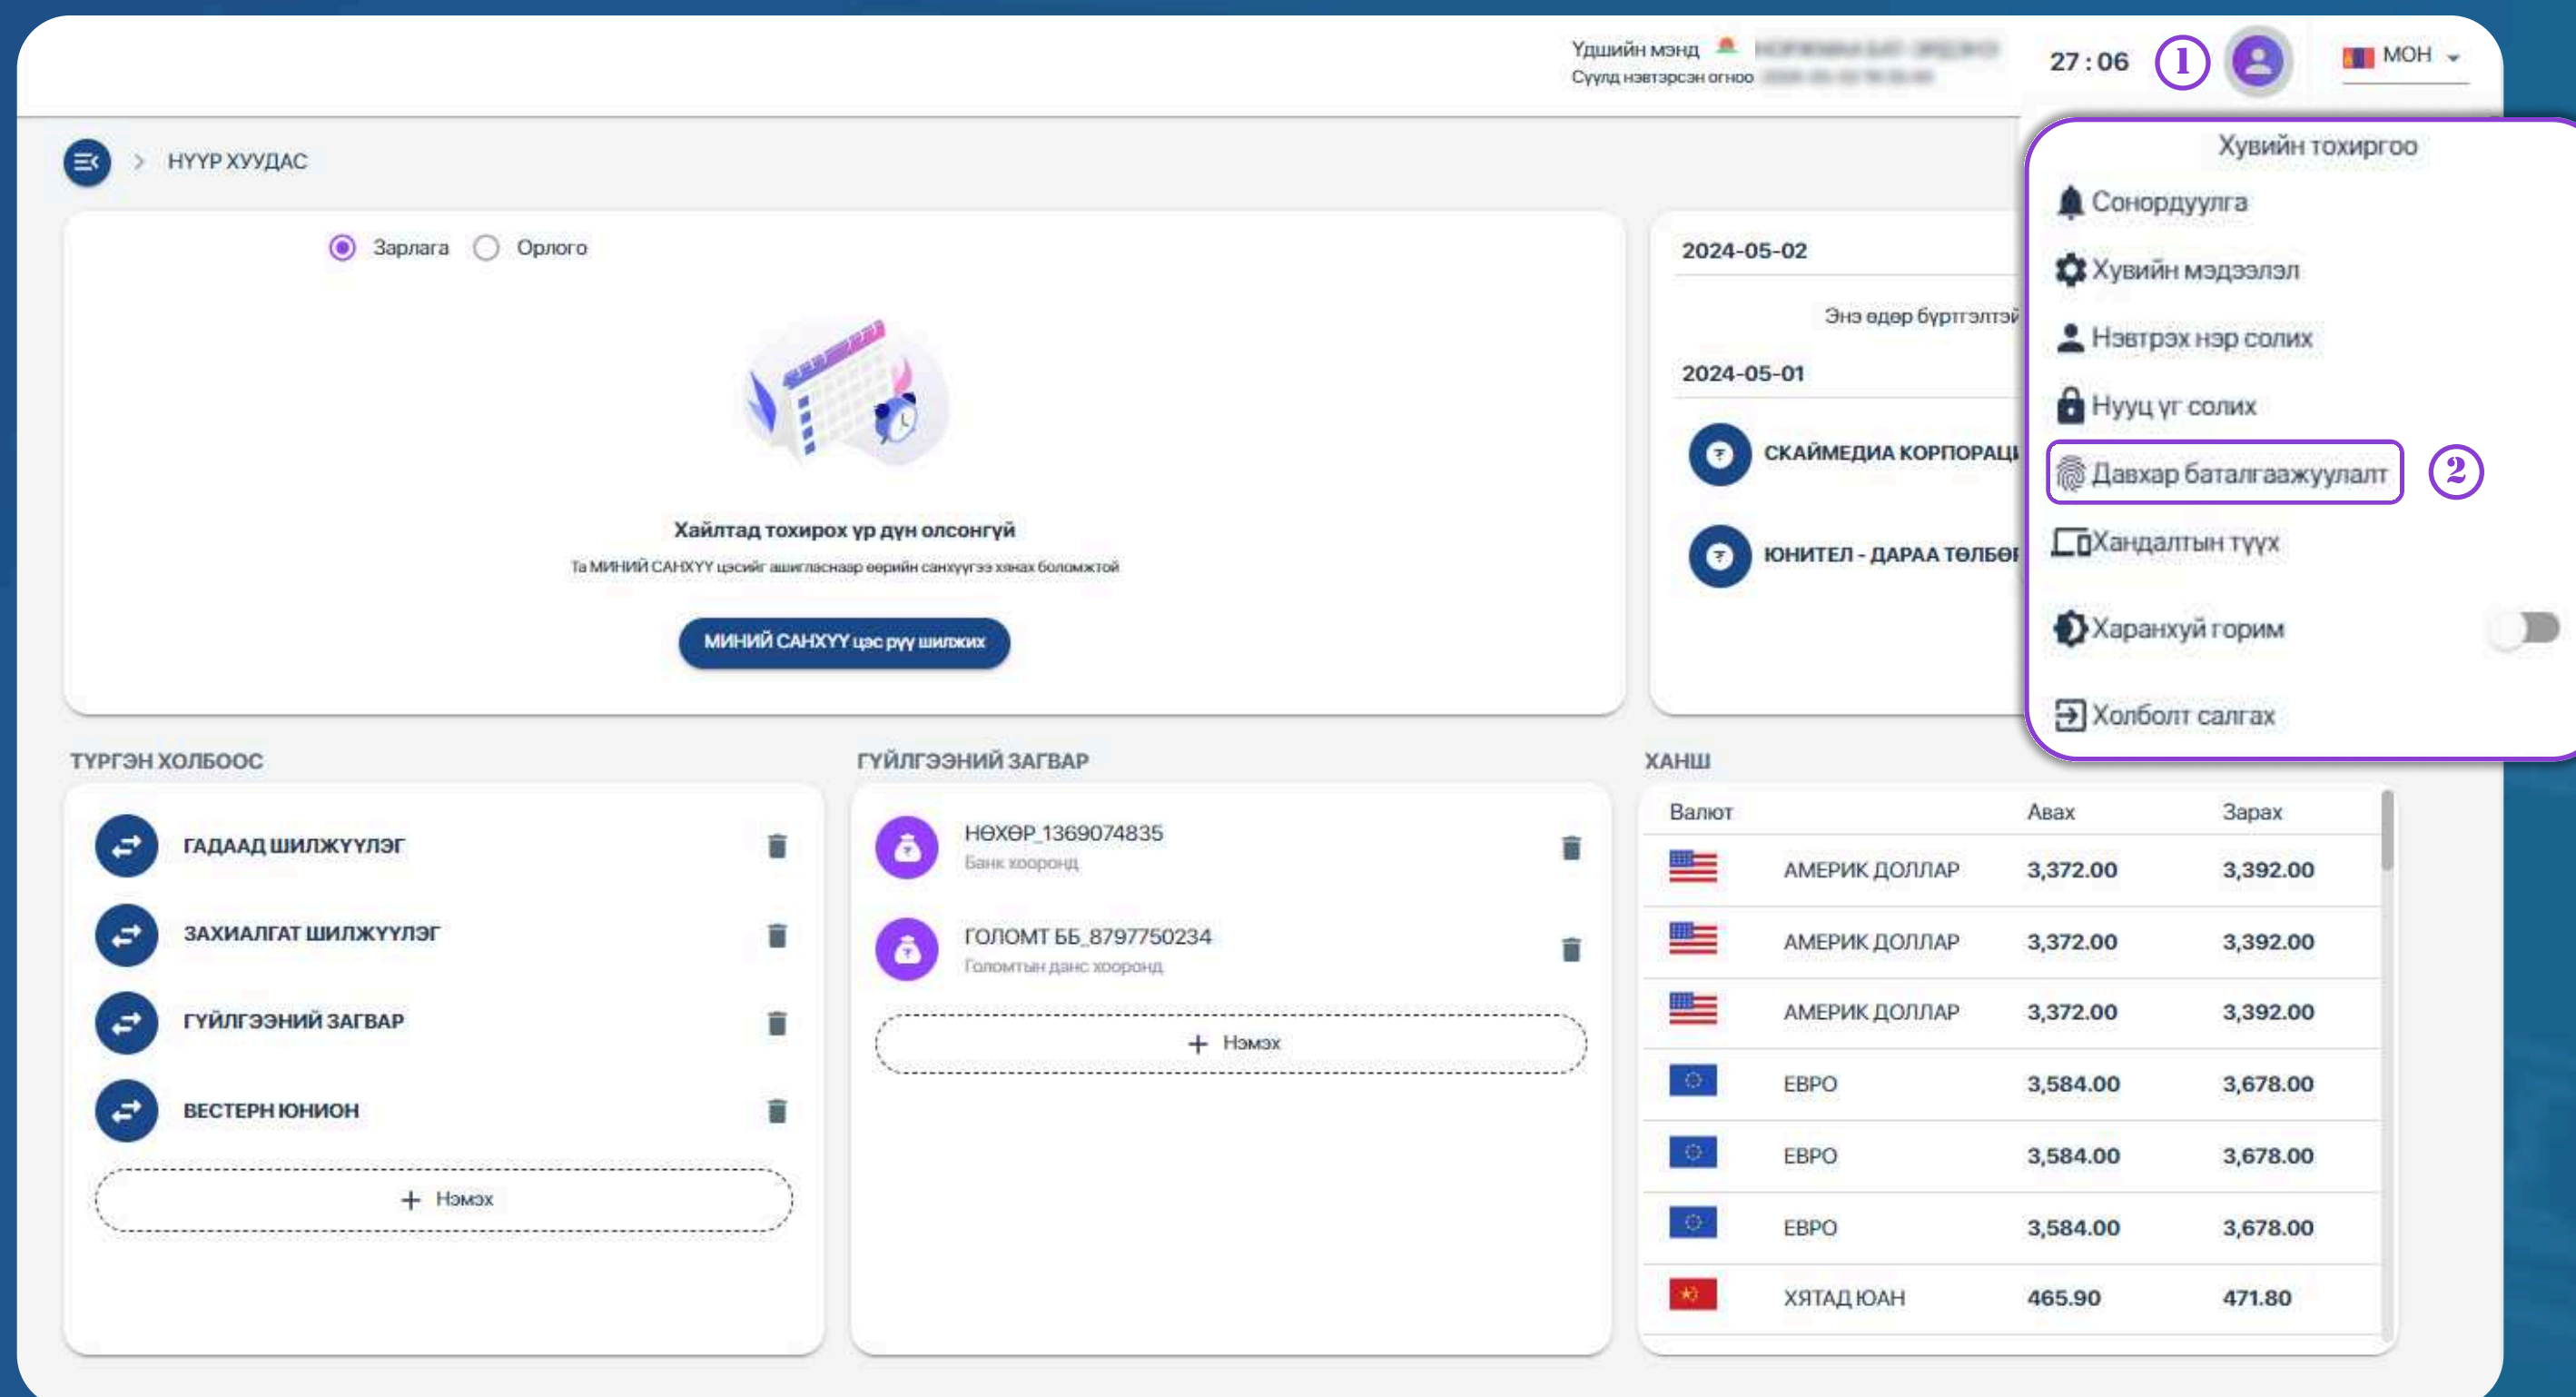 Үдшийн мэнд
Сүүлд нэвтэрсэн огноо
27 : 06
1
МОН
> НҮҮР ХУУДАС
Зарлага Орлого
Хайлтад тохирох үр дүн олсонгүй
Та МИНИЙ САНХҮҮ цэсийг ашигласнаар өөрийн санхүүгээ хянах боломжтой
МИНИЙ САНХҮҮ цэс рүү шилжих
2024-05-02
Энэ өдөр бүртгэлтэй
2024-05-01
СКАЙМЕДИА КОРПОРАЦИ
ЮНИТЕЛ - ДАРАА ТӨЛБӨР
Хувийн тохиргоо
Сонордуулга
Хувийн мэдээлэл
Нэвтрэх нэр солих
Нууц үг солих
Давхар баталгаажуулалт
2
Хандалтын түүх
Харанхуй горим
Холболт салгах
ТҮРГЭН ХОЛБООС
ГАДААД ШИЛЖҮҮЛЭГ
ЗАХИАЛГАТ ШИЛЖҮҮЛЭГ
ГҮЙЛГЭЭНИЙ ЗАГВАР
ВЕСТЕРН ЮНИОН
+ Нэмэх
ГҮЙЛГЭЭНИЙ ЗАГВАР
НӨХӨР_1369074835
Банк хооронд
ГОЛОМТ ББ_8797750234
Голомтын данс хооронд
+ Нэмэх
ХАНШ
Валют Авах Зарах
АМЕРИК ДОЛЛАР 3,372.00 3,392.00
АМЕРИК ДОЛЛАР 3,372.00 3,392.00
АМЕРИК ДОЛЛАР 3,372.00 3,392.00
ЕВРО 3,584.00 3,678.00
ЕВРО 3,584.00 3,678.00
ЕВРО 3,584.00 3,678.00
ХЯТАД ЮАН 465.90 471.80